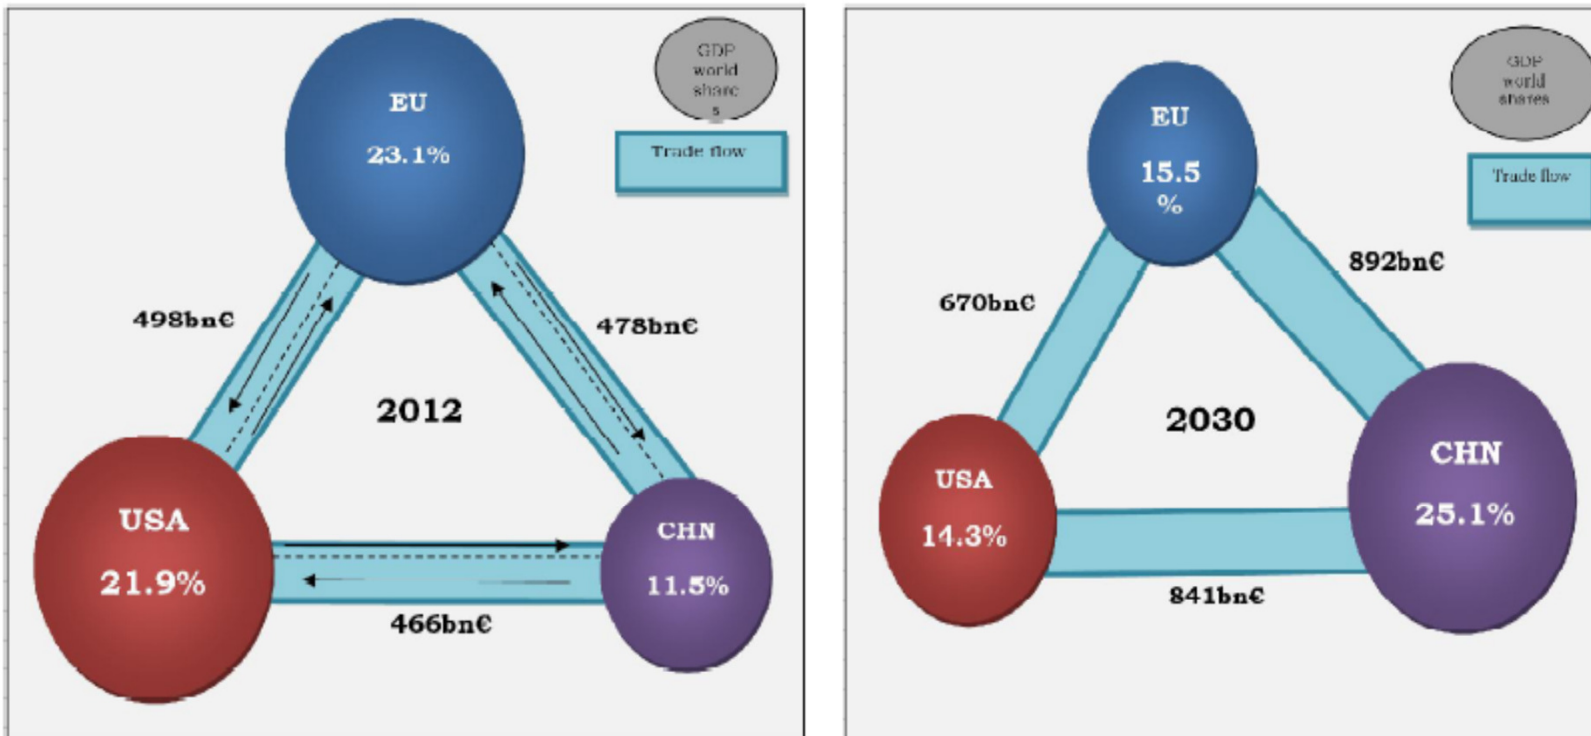 EU
23.1%
GDP
world
share
s
Trade flow
498bn€
478bn€
2012
USA
21.9%
CHN
11.5%
466bn€
EU
15.5
%
GDP
world
shares
Trade flow
892bn€
670bn€
2030
USA
14.3%
CHN
25.1%
841bn€